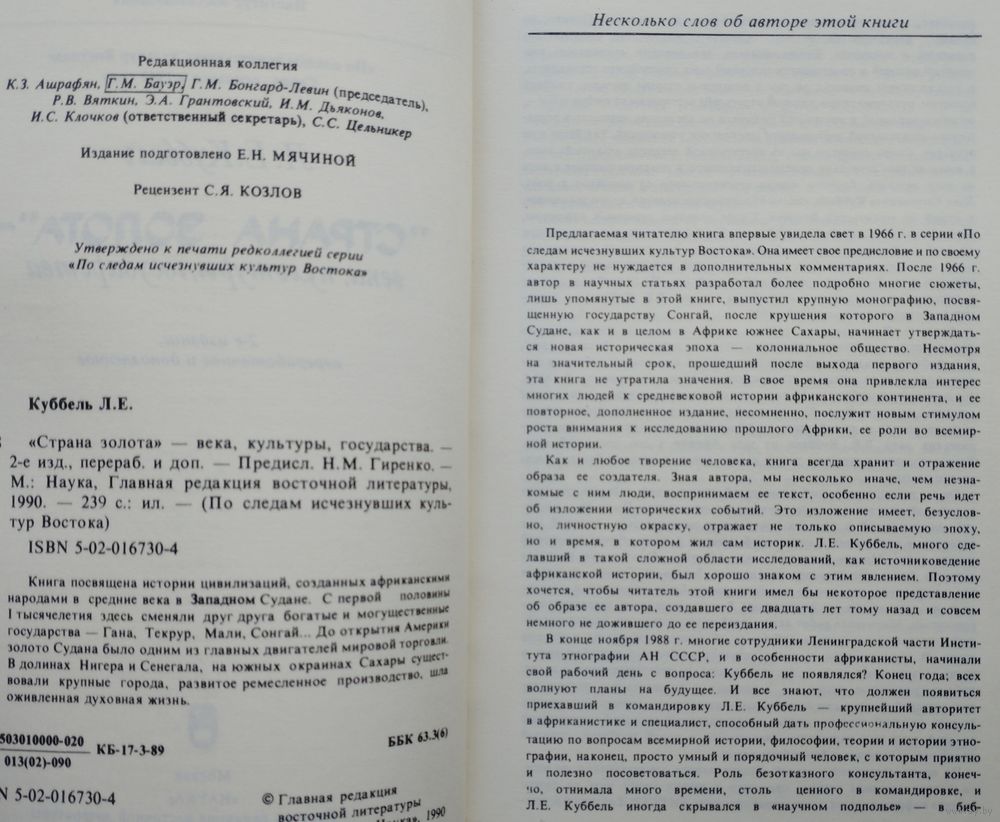 Редакционная коллегия
К.З. Ашрафян, Г.М. Бауэр, Г.М. Бонгард-Левин (председатель),
Р.В. Вяткин, Э.А. Грантовский, И.М. Дьяконов,
И.С. Клочков (ответственный секретарь), С.С. Цельникер
Издание подготовлено Е.Н. МЯЧИНОЙ
Рецензент С.Я. КОЗЛОВ
Утверждено к печати редколлегией серии
«По следам исчезнувших культур Востока»
Куббель Л.Е.
«Страна золота» — века, культуры, государства. —
2-е изд., перераб. и доп. — Предисл. Н.М. Гиренко. —
М.: Наука, Главная редакция восточной литературы,
1990. — 239 с.: ил. — (По следам исчезнувших куль-
тур Востока)
ISBN 5-02-016730-4
Книга посвящена истории цивилизаций, созданных африканскими
народами в средние века в Западном Судане. С первой половины
I тысячелетия здесь сменяли друг друга богатые и могущественные
государства — Гана, Текрур, Мали, Сонгай... До открытия Америки
золото Судана было одним из главных двигателей мировой торговли.
В долинах Нигера и Сенегала, на южных окраинах Сахары сущест-
вовали крупные города, развитое ремесленное производство, шла
оживленная духовная жизнь.
503010000-020
013(02)-090
КБ-17-3-89
ББК 63.3(6)
N 5-02-016730-4
© Главная редакция
восточной литературы
1990
Несколько слов об авторе этой книги
Предлагаемая читателю книга впервые увидела свет в 1966 г. в серии «По
следам исчезнувших культур Востока». Она имеет свое предисловие и по своему
характеру не нуждается в дополнительных комментариях. После 1966 г.
автор в научных статьях разработал более подробно многие сюжеты,
лишь упомянутые в этой книге, выпустил крупную монографию, посвя-
щенную государству Сонгай, после крушения которого в Западном
Судане, как и в целом в Африке южнее Сахары, начинает утверждать-
ся новая историческая эпоха — колониальное общество. Несмотря
на значительный срок, прошедший после выхода первого издания,
эта книга не утратила значения. В свое время она привлекла интерес
многих людей к средневековой истории африканского континента, и ее
повторное, дополненное издание, несомненно, послужит новым стимулом
роста внимания к исследованию прошлого Африки, ее роли во всемир-
ной истории.
Как и любое творение человека, книга всегда хранит и отражение
образа ее создателя. Зная автора, мы несколько иначе, чем незна-
комые с ним люди, воспринимаем ее текст, особенно если речь идет
об изложении исторических событий. Это изложение имеет, безуслов-
но, личностную окраску, отражает не только описываемую эпоху,
но и время, в котором жил сам историк. Л.Е. Куббель, много сде-
лавший в такой сложной области исследований, как источниковедение
африканской истории, был хорошо знаком с этим явлением. Поэтому
хочется, чтобы читатель этой книги имел бы некоторое представление
об образе ее автора, создавшего ее двадцать лет тому назад и совсем
немного не дожившего до ее переиздания.
В конце ноября 1988 г. многие сотрудники Ленинградской части Инсти-
тута этнографии АН СССР, и в особенности африканисты, начинали
свой рабочий день с вопроса: Куббель не появлялся? Конец года; всех
волнуют планы на будущее. И все знают, что должен появиться
приехавший в командировку Л.Е. Куббель — крупнейший авторитет
в африканистике и специалист, способный дать профессиональную консуль-
тацию по вопросам всемирной истории, философии, теории и истории этно-
графии, наконец, просто умный и порядочный человек, с которым приятно
и полезно посоветоваться. Роль безотказного консультанта, конеч-
но, отнимала много времени, столь ценного в командировке, и
Л.Е. Куббель иногда скрывался в «научном подполье» — в биб-